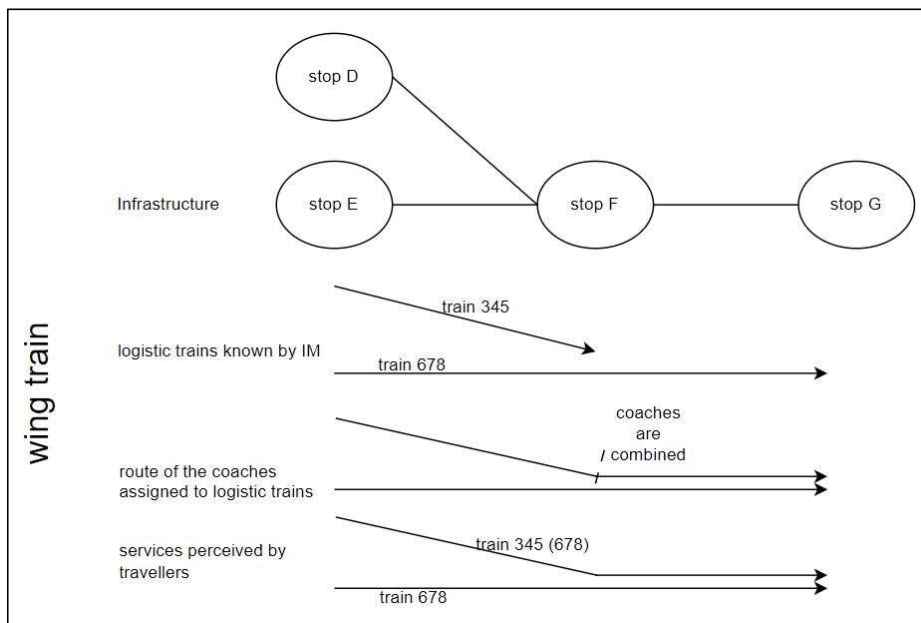 wing train
stop D
Infrastructure
stop E
stop F
stop G
train 345
logistic trains known by IM
train 678
coaches
are
combined
route of the coaches
assigned to logistic trains
services perceived by
travellers
train 345 (678)
train 678